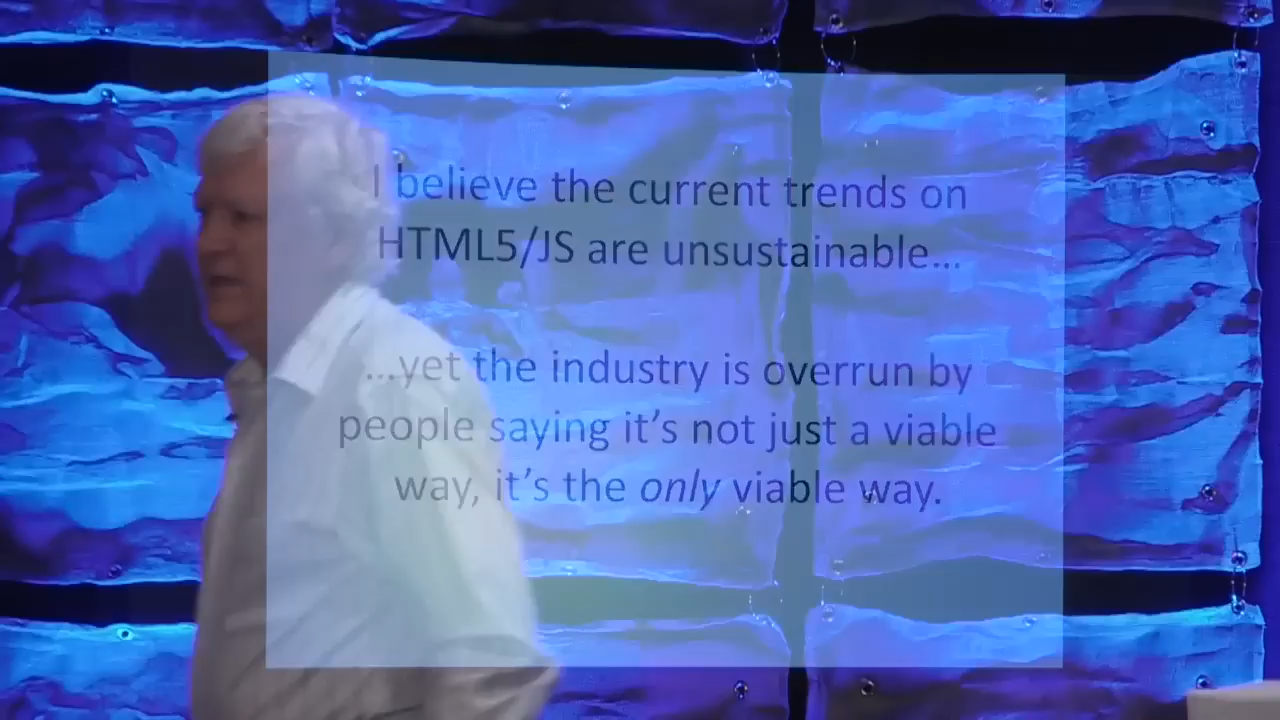 I believe the current trends on
HTML5/JS are unsustainable...
...yet the industry is overrun by
people saying it's not just a viable
way, it's the only viable way.